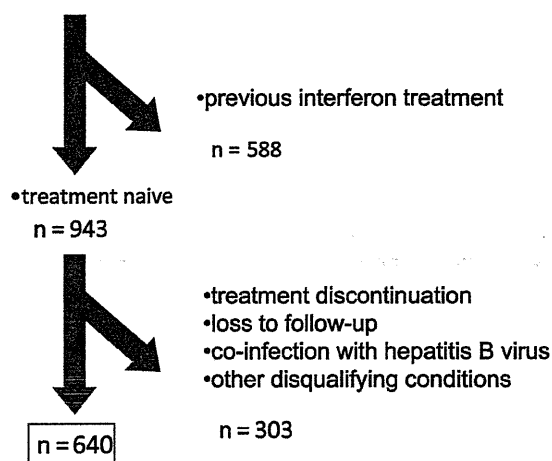 •previous interferon treatment
n = 588
•treatment naive
n = 943
•treatment discontinuation
•loss to follow-up
•co-infection with hepatitis B virus
•other disqualifying conditions
n = 303
n = 640